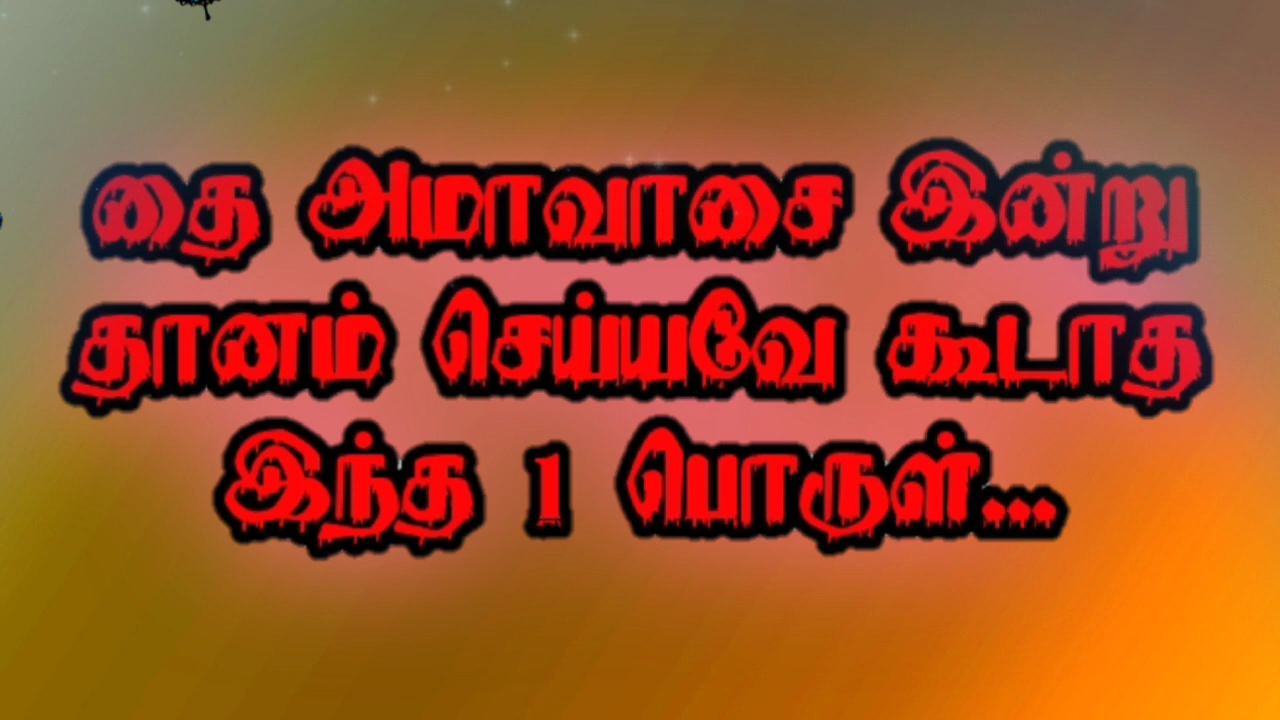 தை அமாவாசை இன்று
தானம் செய்யவே கூடாத
இந்த 1 பொருள்...